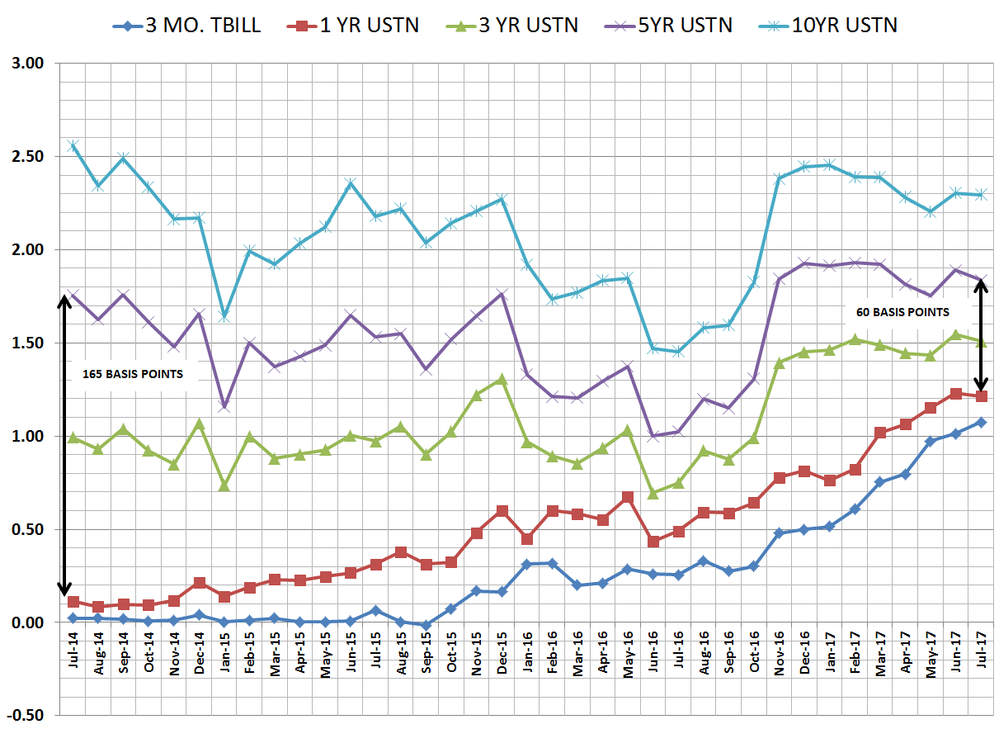 3 MO. TBILL 1 YR USTN 3 YR USTN 5YR USTN 10YR USTN
3.00
2.50
2.00
60 BASIS POINTS
1.50
165 BASIS POINTS
1.00
0.50
0.00
Jul-14 Aug-14 Sep-14 Oct-14 Nov-14 Dec-14 Jan-15 Feb-15 Mar-15 Apr-15 May-15 Jun-15 Jul-15 Aug-15 Sep-15 Oct-15 Nov-15 Dec-15 Jan-16 Feb-16 Mar-16 Apr-16 May-16 Jun-16 Jul-16 Aug-16 Sep-16 Oct-16 Nov-16 Dec-16 Jan-17 Feb-17 Mar-17 Apr-17 May-17 Jun-17 Jul-17
-0.50